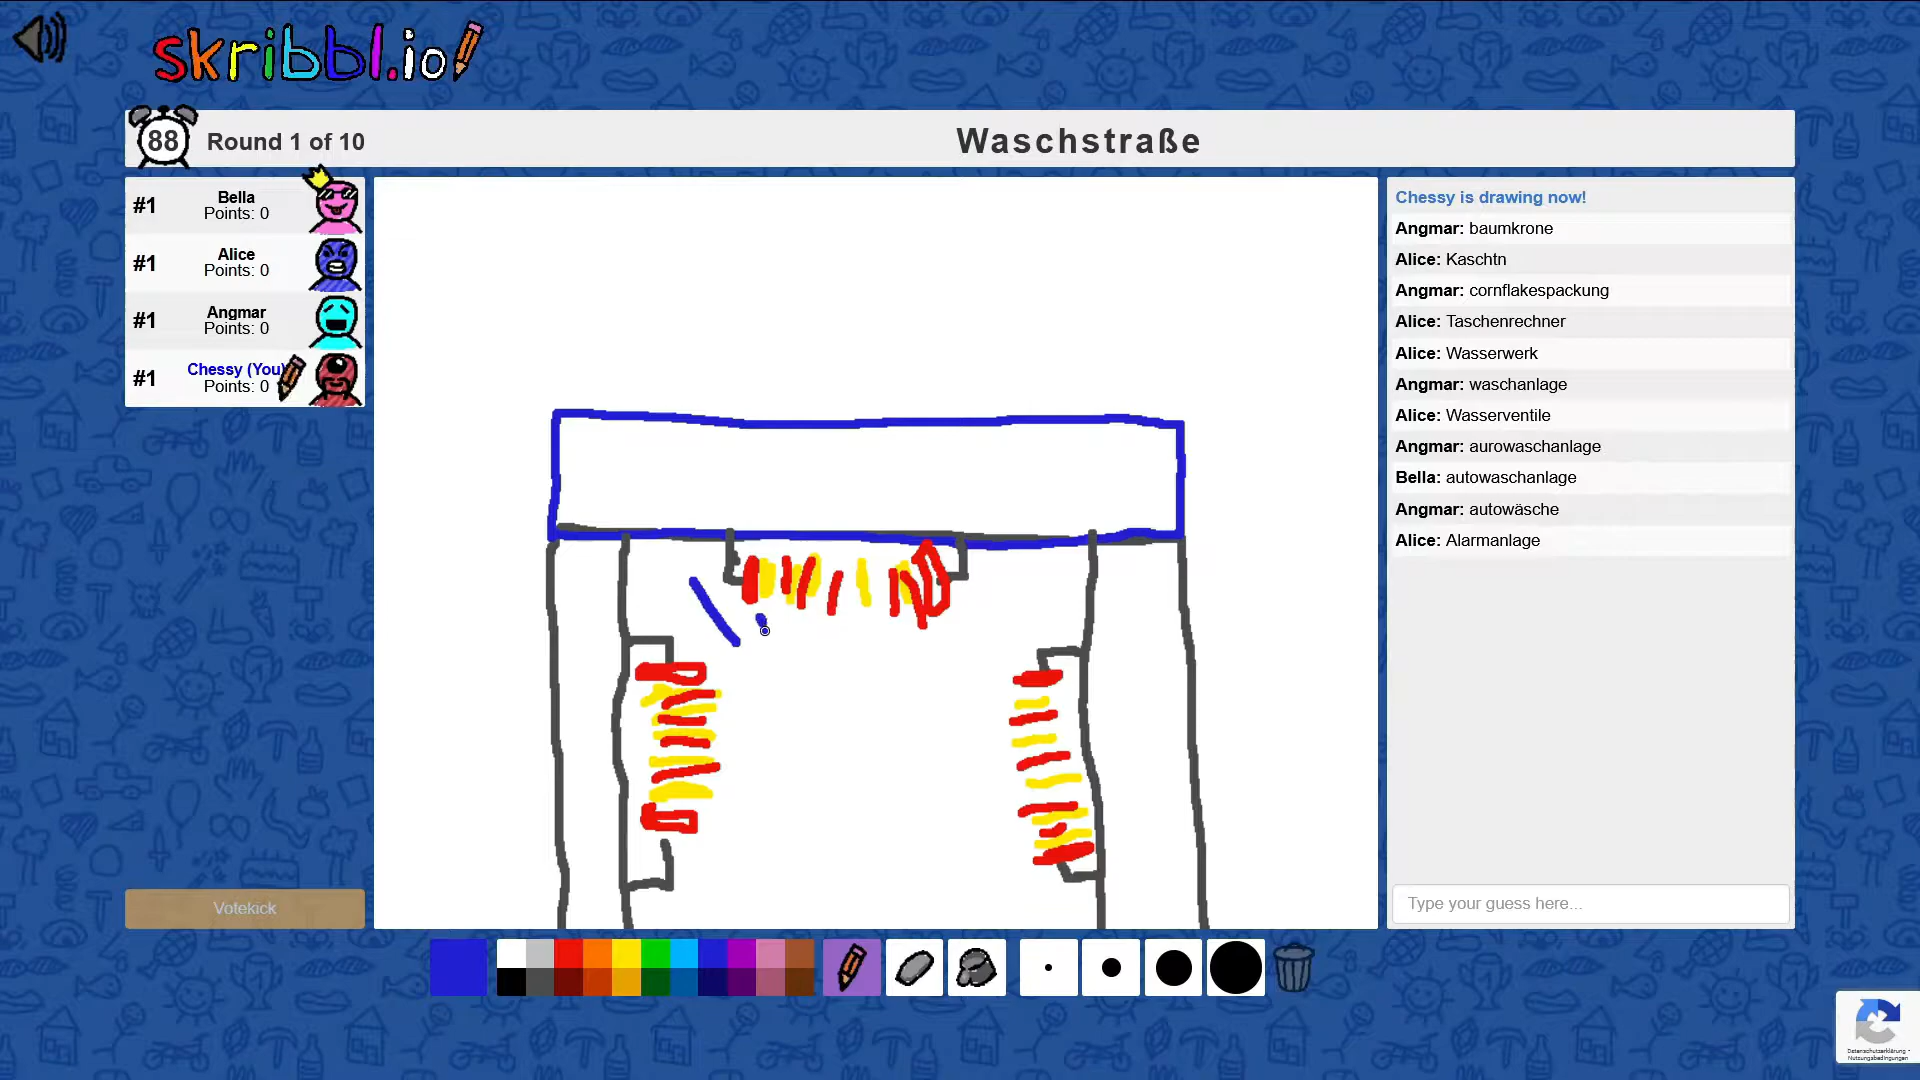 skribbl.io
88
Round 1 of 10
Waschstraße
#1
Bella
Points: 0
#1
Alice
Points: 0
#1
Angmar
Points: 0
#1
Chessy (You)
Points: 0
Votekick
Chessy is drawing now!
Angmar: baumkrone
Alice: Kaschtn
Angmar: cornflakespackung
Alice: Taschenrechner
Alice: Wasserwerk
Angmar: waschanlage
Alice: Wasserventile
Angmar: aurowaschanlage
Bella: autowaschanlage
Angmar: autowäsche
Alice: Alarmanlage
Type your guess here...
Datenschutzerklärung •
Nutzungsbedingungen